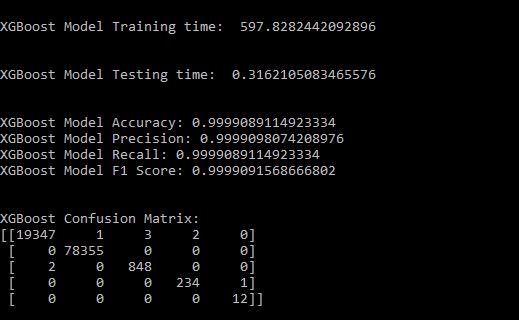 XGBoost Model Training time:  597.8282442092896
XGBoost Model Testing time:  0.3162105083465576
XGBoost Model Accuracy: 0.9999089114923334
XGBoost Model Precision: 0.9999098074208976
XGBoost Model Recall: 0.9999089114923334
XGBoost Model F1 Score: 0.9999091568666802
XGBoost Confusion Matrix:
[[19347     1     3     2     0]
 [    0 78355     0     0     0]
 [    2     0   848     0     0]
 [    0     0     0   234     1]
 [    0     0     0     0    12]]